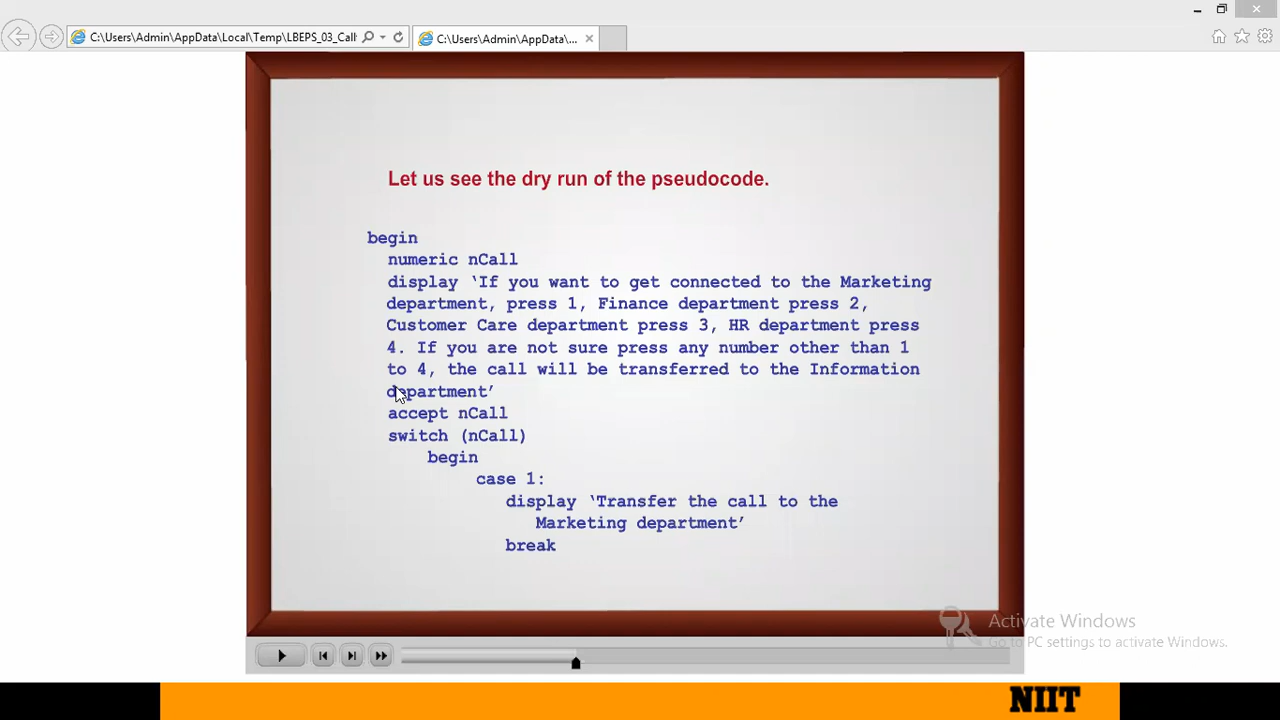 C:\Users\Admin\AppData\Local\Temp\LBEPS_03_Call
C:\Users\Admin\AppData\...
Let us see the dry run of the pseudocode.
begin
numeric nCall
display ‘If you want to get connected to the Marketing
department, press 1, Finance department press 2,
Customer Care department press 3, HR department press
4. If you are not sure press any number other than 1
to 4, the call will be transferred to the Information
department’
accept nCall
switch (nCall)
begin
case 1:
display ‘Transfer the call to the
Marketing department’
break
Activate Windows
Go to PC settings to activate Windows.
NIIT